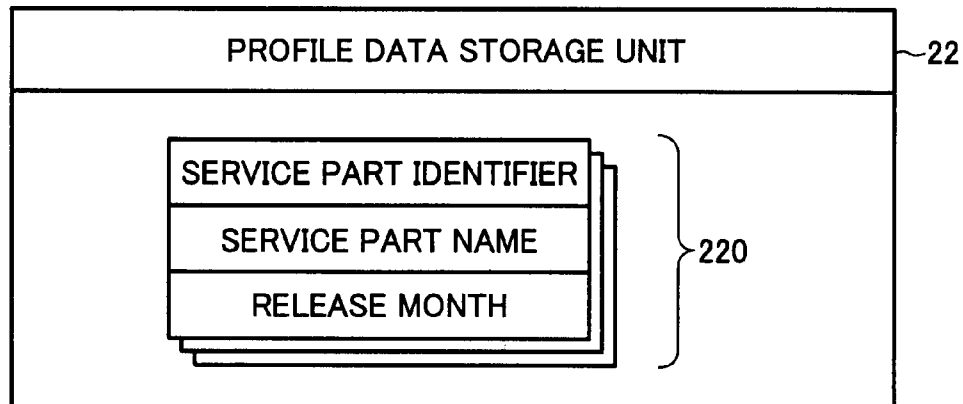 PROFILE DATA STORAGE UNIT
22
SERVICE PART IDENTIFIER
SERVICE PART NAME
220
RELEASE MONTH